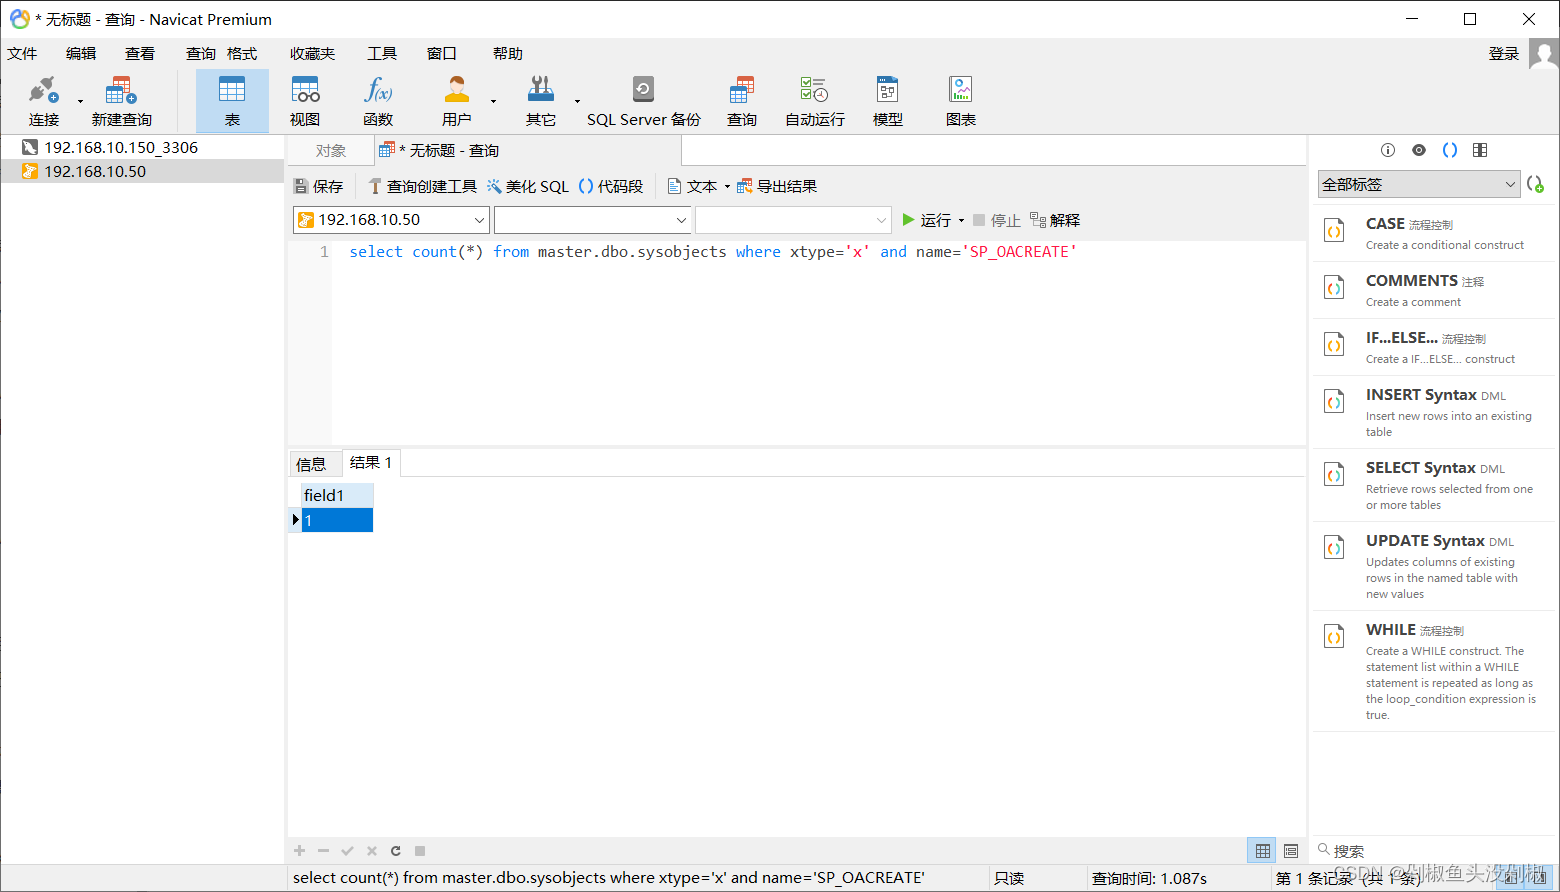 * 无标题 - 查询 - Navicat Premium
文件 编辑 查看 查询 格式 收藏夹 工具 窗口 帮助 登录
连接 新建查询 表 视图 函数 用户 其它 SQL Server 备份 查询 自动运行 模型 图表
f(x)
192.168.10.150_3306
192.168.10.50
对象 * 无标题 - 查询
保存 查询创建工具 美化 SQL 代码段 文本 导出结果
192.168.10.50 运行 停止 解释
1 select count(*) from master.dbo.sysobjects where xtype='x' and name='SP_OACREATE'
信息 结果 1
field1
1
全部标签
CASE 流程控制
Create a conditional construct
COMMENTS 注释
Create a comment
IF...ELSE... 流程控制
Create a IF...ELSE... construct
INSERT Syntax DML
Insert new rows into an existing
table
SELECT Syntax DML
Retrieve rows selected from one
or more tables
UPDATE Syntax DML
Updates columns of existing
rows in the named table with
new values
WHILE 流程控制
Create a WHILE construct. The
statement list within a WHILE
statement is repeated as long as
the loop_condition expression is
true.
搜索
select count(*) from master.dbo.sysobjects where xtype='x' and name='SP_OACREATE' 只读 查询时间: 1.087s 第 1 条记录 (共 1 条)
CSDN @剁椒鱼头没剁椒